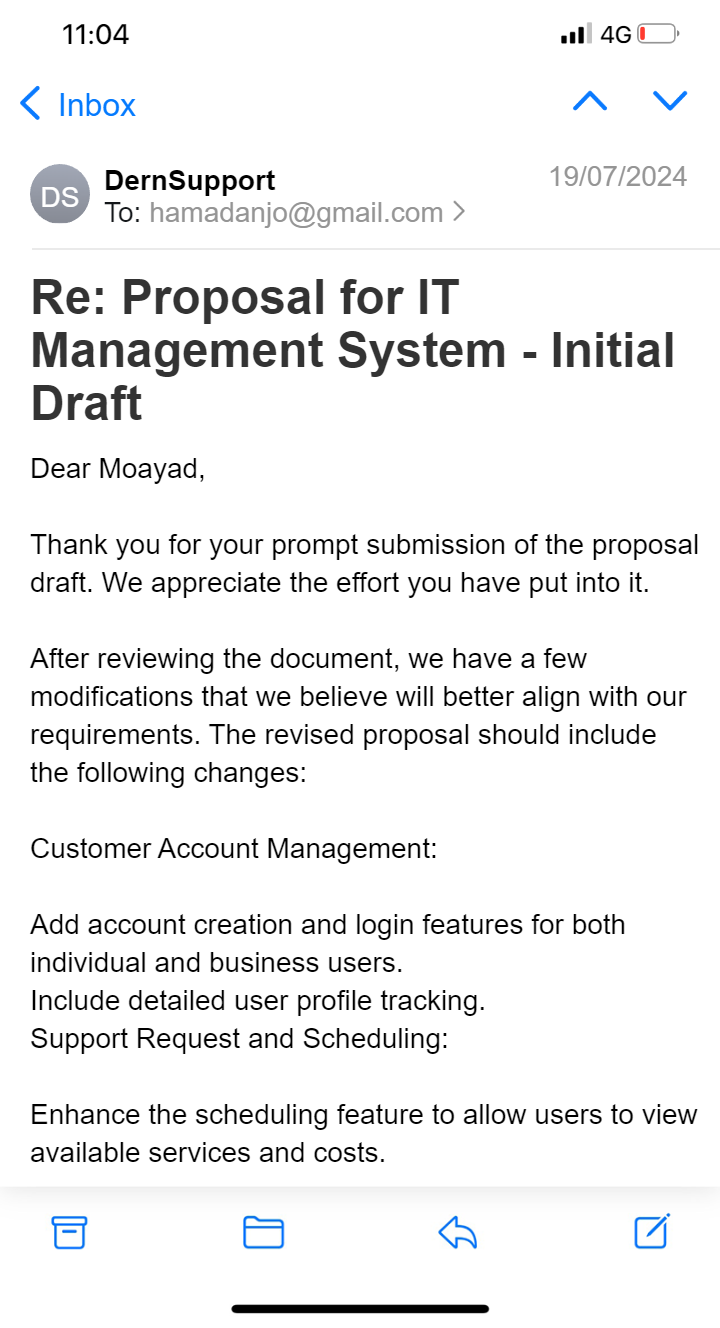 11:04
4G
Inbox
DS
DernSupport
19/07/2024
To: hamadanjo@gmail.com
Re: Proposal for IT
Management System - Initial
Draft
Dear Moayad,
Thank you for your prompt submission of the proposal
draft. We appreciate the effort you have put into it.
After reviewing the document, we have a few
modifications that we believe will better align with our
requirements. The revised proposal should include
the following changes:
Customer Account Management:
Add account creation and login features for both
individual and business users.
Include detailed user profile tracking.
Support Request and Scheduling:
Enhance the scheduling feature to allow users to view
available services and costs.